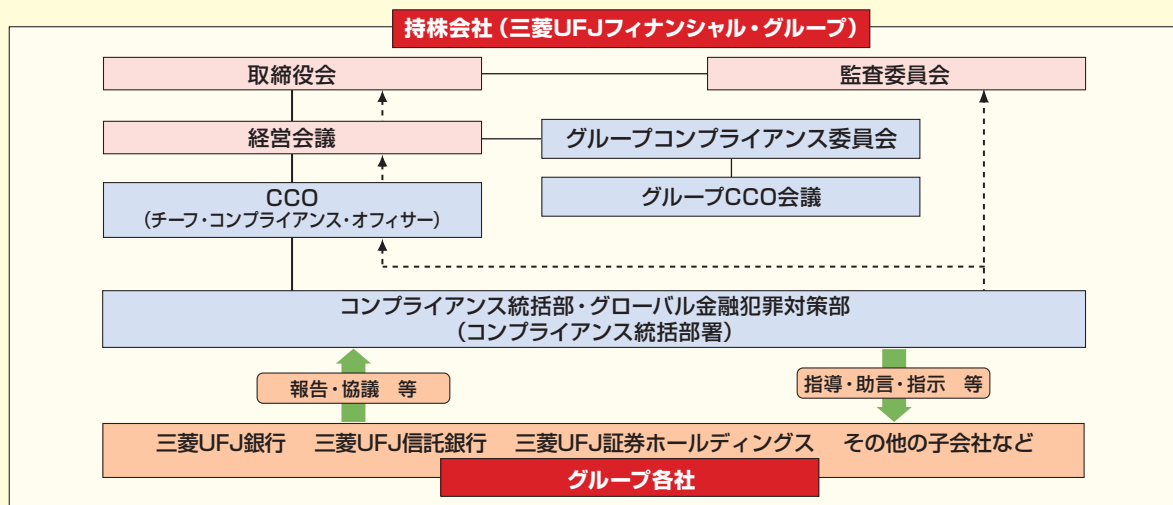 持株会社（三菱UFJフィナンシャル・グループ）
取締役会
監査委員会
経営会議
グループコンプライアンス委員会
CCO
（チーフ・コンプライアンス・オフィサー）
グループCCO会議
コンプライアンス統括部・グローバル金融犯罪対策部
（コンプライアンス統括部署）
報告・協議　等
指導・助言・指示　等
三菱UFJ銀行　三菱UFJ信託銀行　三菱UFJ証券ホールディングス　その他の子会社など
グループ各社